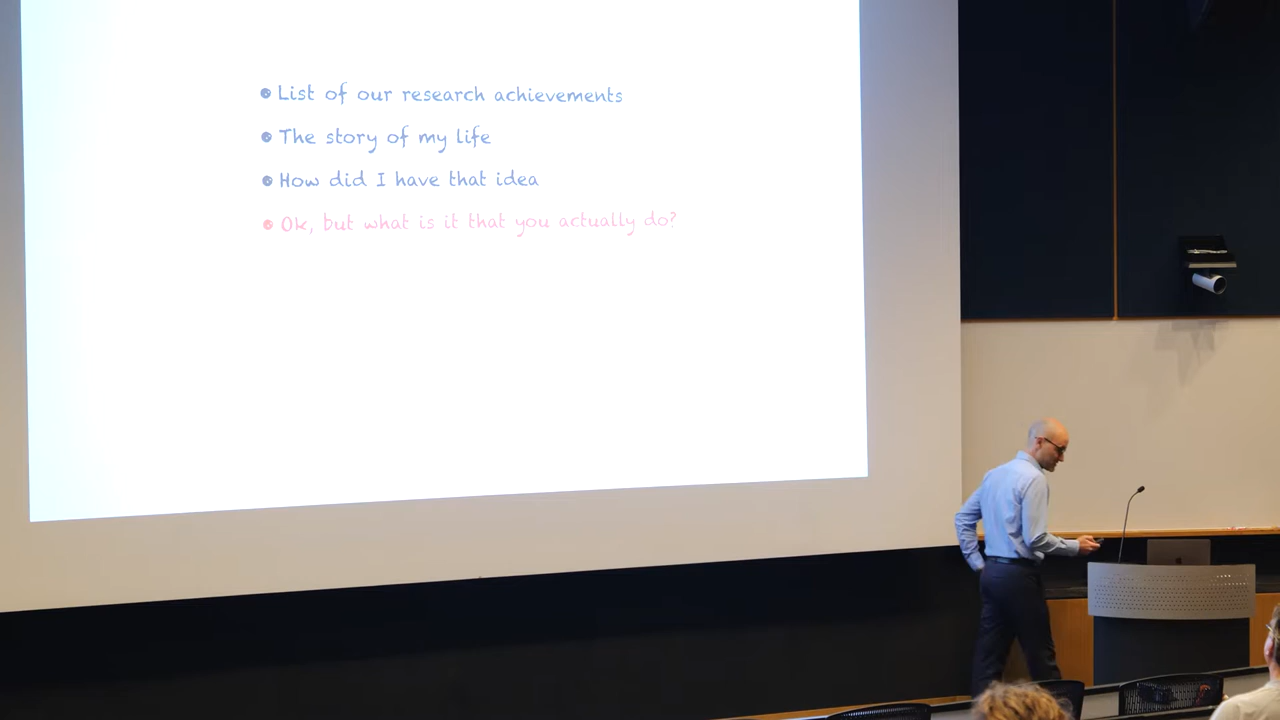 • List of our research achievements
• The story of my life
• How did I have that idea
• Ok, but what is it that you actually do?